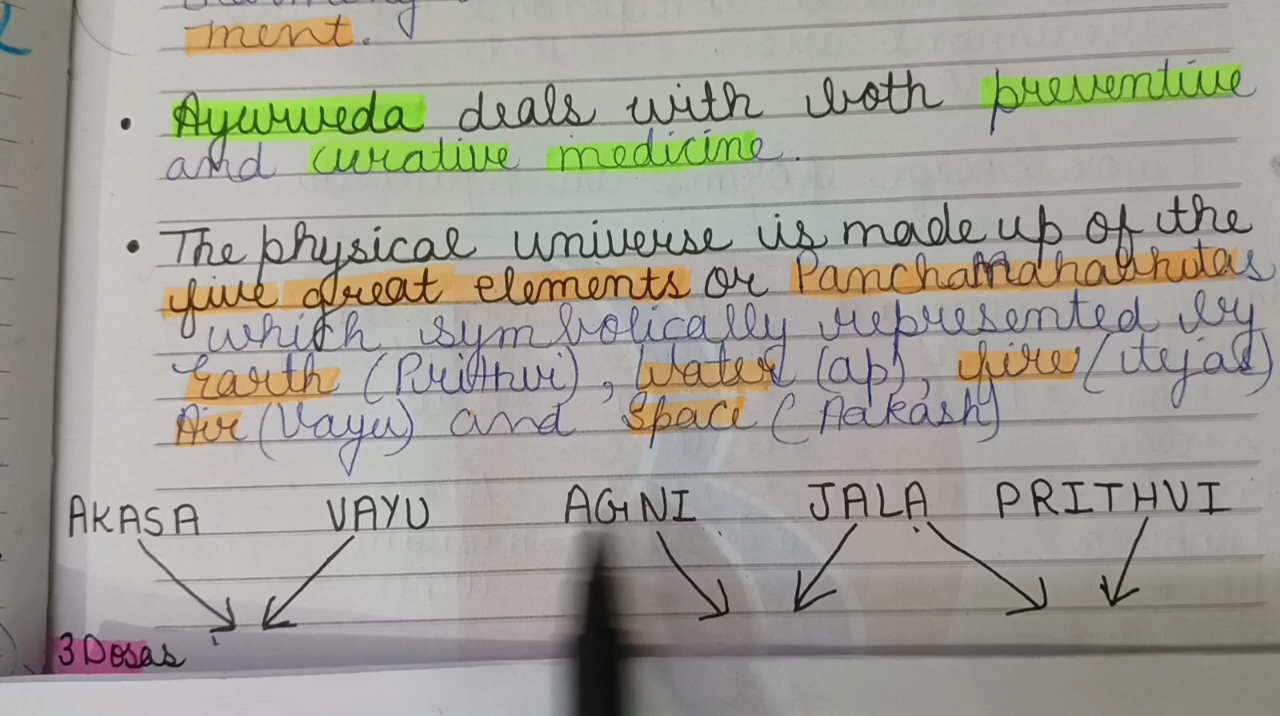 ment.
• Ayurveda deals with both preventive
and curative medicine.
• The physical universe is made up of the
five great elements or Panchamahabhutas
which symbolically represented by
Earth (Prithvi), Water (ap), fire (tejas)
Air (Vayu) and Space (Aakash)
AKASA VAYU AGNI JALA PRITHVI
3 Dosas